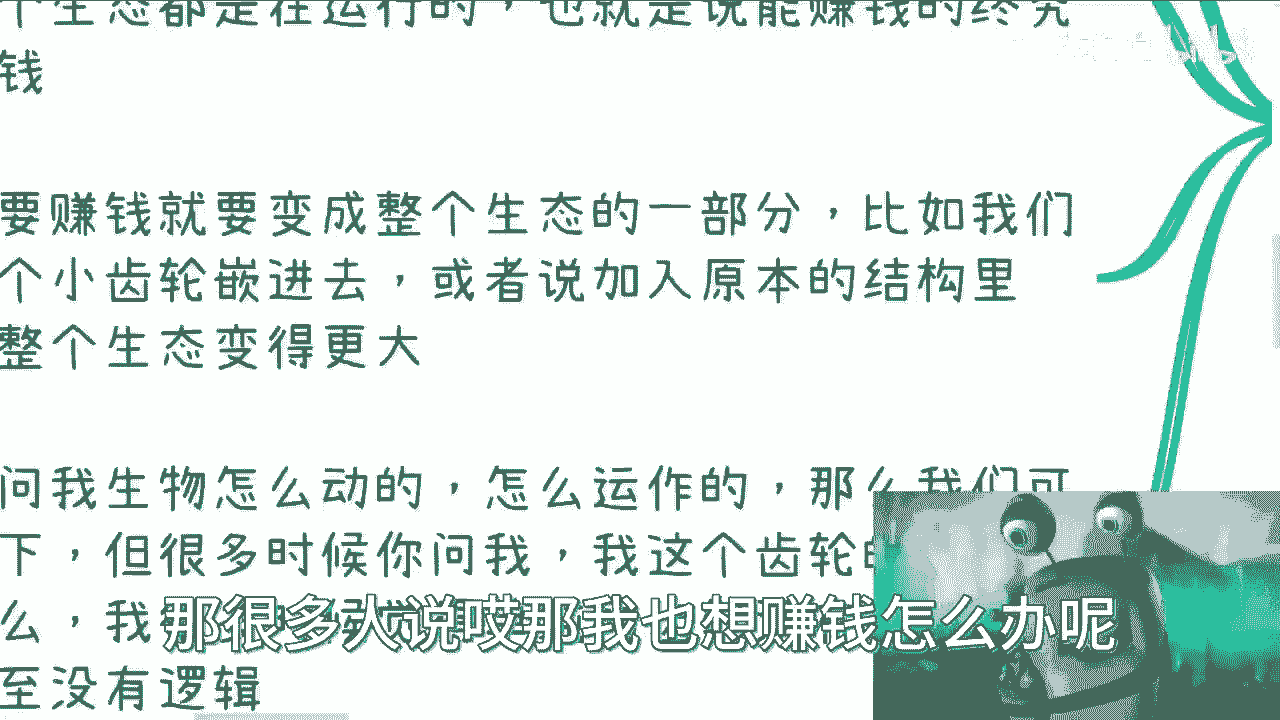 个生态都是在运行的，也就是说能赚钱的终究
钱
要赚钱就要变成整个生态的一部分，比如我们
个小齿轮嵌进去，或者说加入原本的结构里
整个生态变得更大
问我生物怎么动的，怎么运作的，那么我们可
下，但很多时候你问我，我这个齿轮
么，我
那很多人说哎那我也想赚钱怎么办呢
至没有逻辑
bilibili